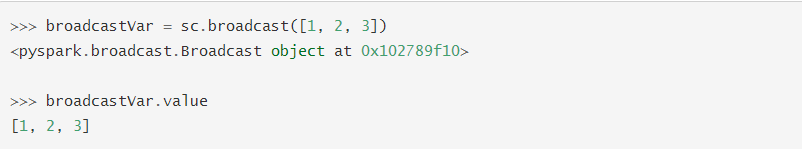 >>> broadcastVar = sc.broadcast([1, 2, 3])
<pyspark.broadcast.Broadcast object at 0x102789f10>
>>> broadcastVar.value
[1, 2, 3]